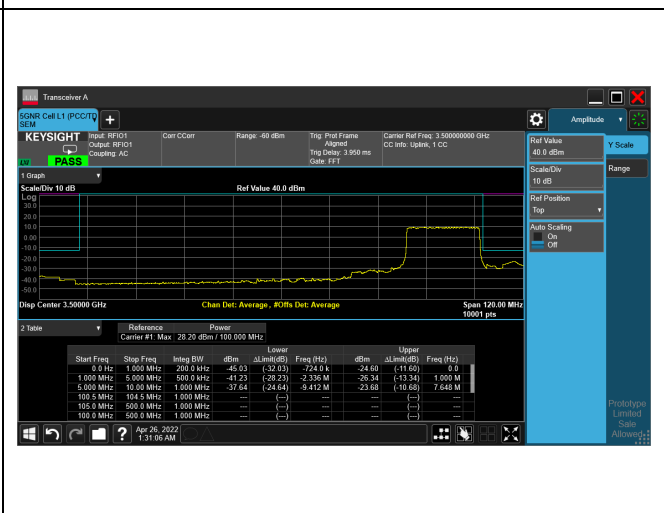 Transceiver A
5GNR Cell L1 (PCC/TD
SEM
Amplitude
KEYSIGHT
Input: RFIO1
Output: RFIO1
Coupling: AC
Corr CCorr
Range: -60 dBm
Trig: Prot Frame
Aligned
Trig Delay: 3.950 ms
Gate: FFT
Carrier Ref Freq: 3.500000000 GHz
CC Info: Uplink, 1 CC
PASS
Ref Value
40.0 dBm
Y Scale
Scale/Div
10 dB
Range
Ref Position
Top
Auto Scaling
On
Off
1 Graph
Scale/Div 10 dB
Ref Value 40.0 dBm
Log
30.0
20.0
10.0
0.00
-10.0
-20.0
-30.0
-40.0
-50.0
Disp Center 3.50000 GHz
Chan Det: Average , #Offs Det: Average
Span 120.00 MHz
10001 pts
2 Table
Reference Power
Carrier #1: Max 28.20 dBm / 100.000 MHz
Lower Upper
Start Freq Stop Freq Integ BW dBm ΔLimit(dB) Freq (Hz) dBm ΔLimit(dB) Freq (Hz)
0.0 Hz 1.000 MHz 200.0 kHz -45.03 (-32.03) -724.0 k -24.60 (-11.60) 0.0
1.000 MHz 5.000 MHz 500.0 kHz -41.23 (-28.23) -2.336 M -26.34 (-13.34) 1.000 M
5.000 MHz 10.00 MHz 1.000 MHz -37.64 (-24.64) -9.412 M -23.68 (-10.68) 7.648 M
100.5 MHz 104.5 MHz 1.000 MHz --- (---) --- --- (---) ---
105.0 MHz 500.0 MHz 1.000 MHz --- (---) --- --- (---) ---
100.0 MHz 500.0 MHz 1.000 MHz --- (---) --- --- (---) ---
Prototype
Limited
Sale
Allowed
Apr 26, 2022
1:31:06 AM